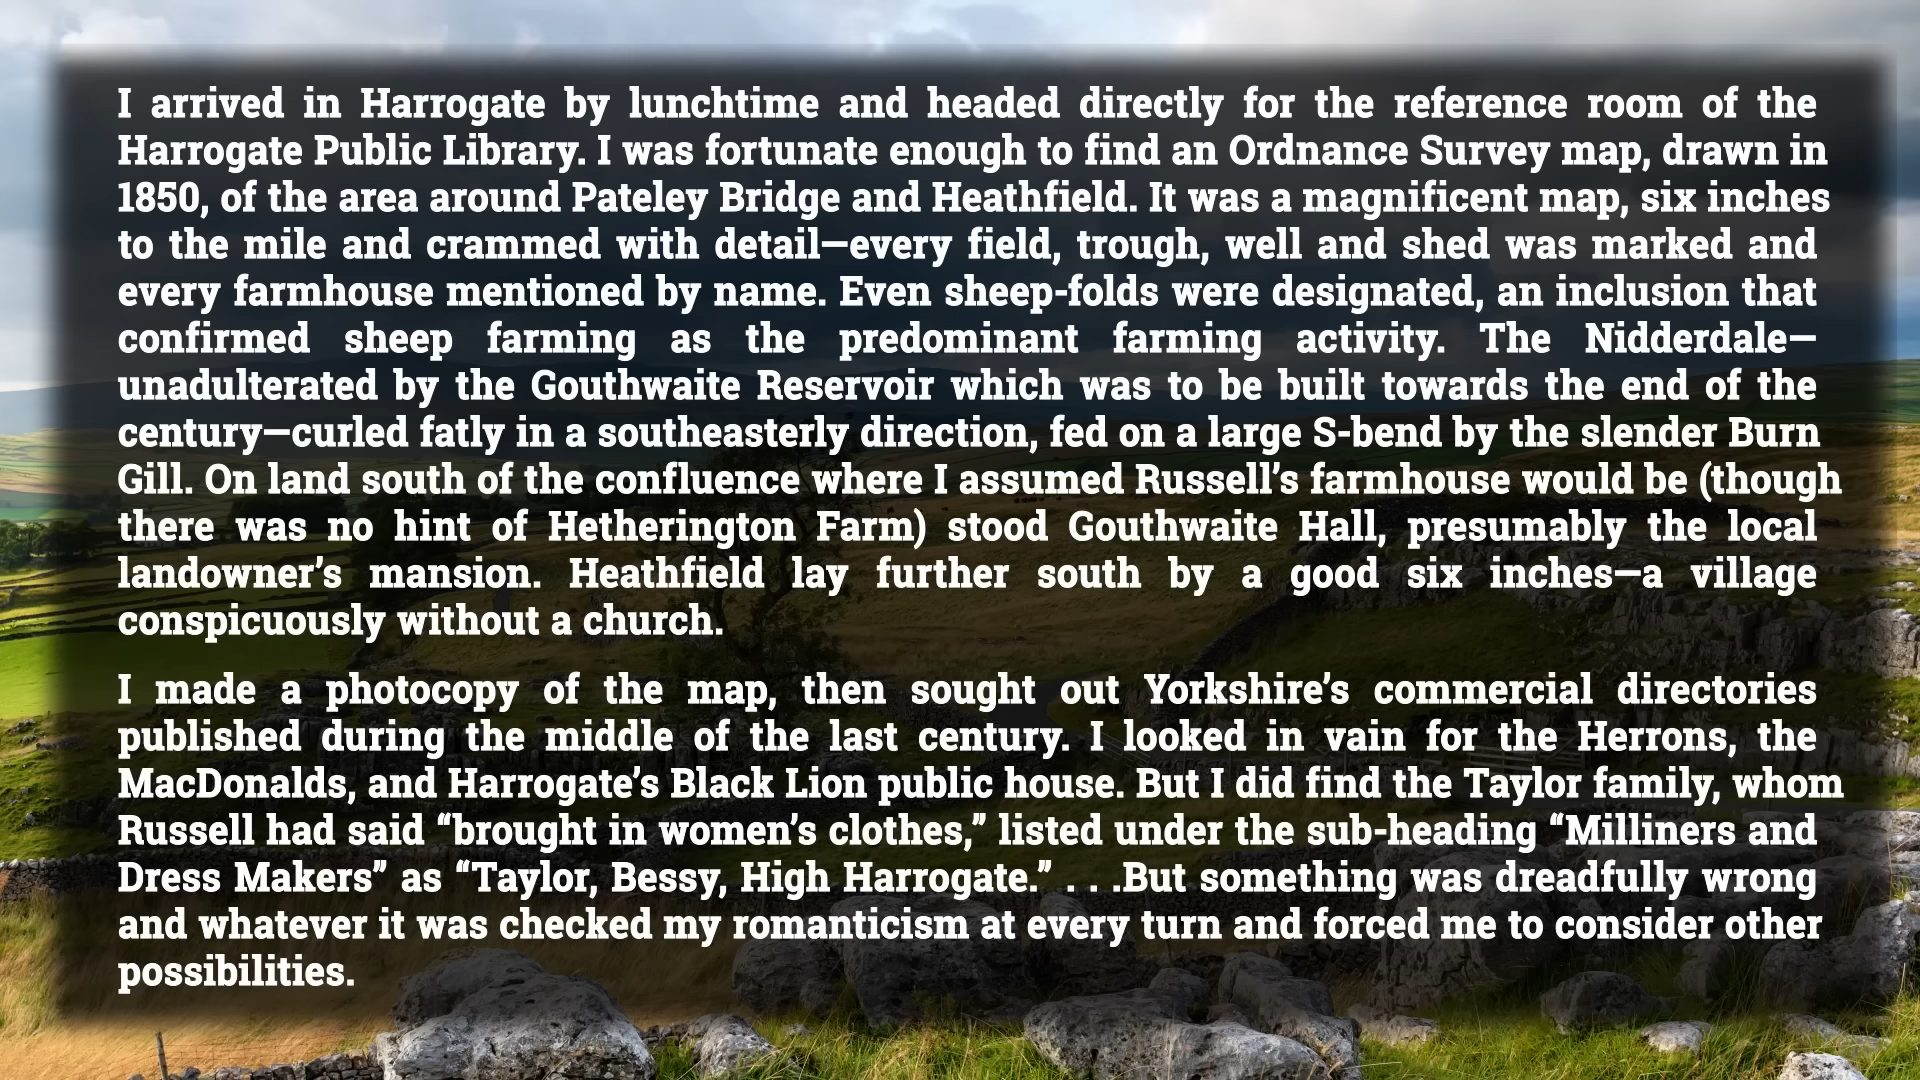 I arrived in Harrogate by lunchtime and headed directly for the reference room of the
Harrogate Public Library. I was fortunate enough to find an Ordnance Survey map, drawn in
1850, of the area around Pateley Bridge and Heathfield. It was a magnificent map, six inches
to the mile and crammed with detail—every field, trough, well and shed was marked and
every farmhouse mentioned by name. Even sheep-folds were designated, an inclusion that
confirmed sheep farming as the predominant farming activity. The Nidderdale—
unadulterated by the Gouthwaite Reservoir which was to be built towards the end of the
century—curled fatly in a southeasterly direction, fed on a large S-bend by the slender Burn
Gill. On land south of the confluence where I assumed Russell’s farmhouse would be (though
there was no hint of Hetherington Farm) stood Gouthwaite Hall, presumably the local
landowner’s mansion. Heathfield lay further south by a good six inches—a village
conspicuously without a church.
I made a photocopy of the map, then sought out Yorkshire’s commercial directories
published during the middle of the last century. I looked in vain for the Herrons, the
MacDonalds, and Harrogate’s Black Lion public house. But I did find the Taylor family, whom
Russell had said “brought in women’s clothes,” listed under the sub-heading “Milliners and
Dress Makers” as “Taylor, Bessy, High Harrogate.” . . .But something was dreadfully wrong
and whatever it was checked my romanticism at every turn and forced me to consider other
possibilities.